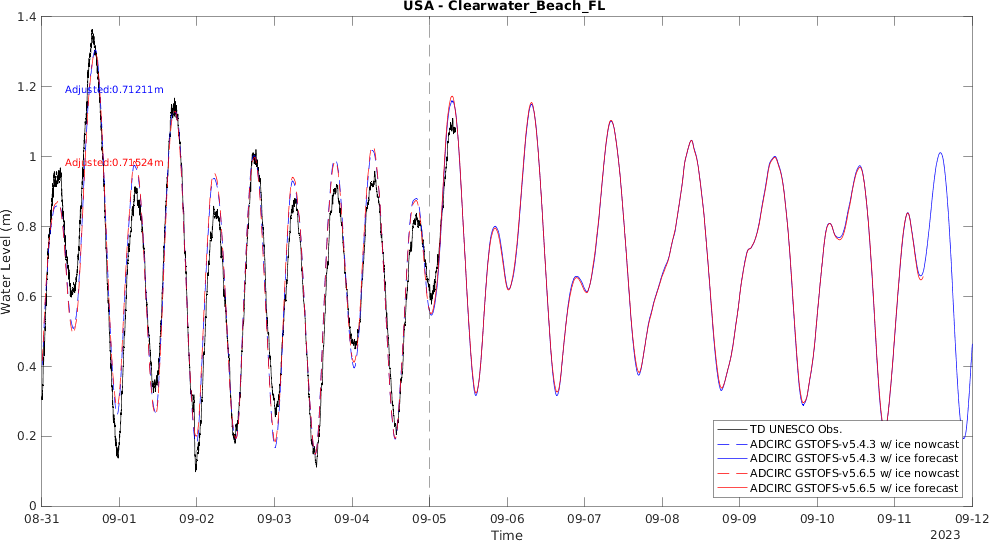 USA - Clearwater_Beach_FL
1.4
1.2
1
0.8
0.6
0.4
0.2
0
Water Level (m)
Adjusted:0.71211m
Adjusted:0.71524m
TD UNESCO Obs.
ADCIRC GSTOFS-v5.4.3 w/ ice nowcast
ADCIRC GSTOFS-v5.4.3 w/ ice forecast
ADCIRC GSTOFS-v5.6.5 w/ ice nowcast
ADCIRC GSTOFS-v5.6.5 w/ ice forecast
08-31 09-01 09-02 09-03 09-04 09-05 09-06 09-07 09-08 09-09 09-10 09-11 09-12
Time
2023